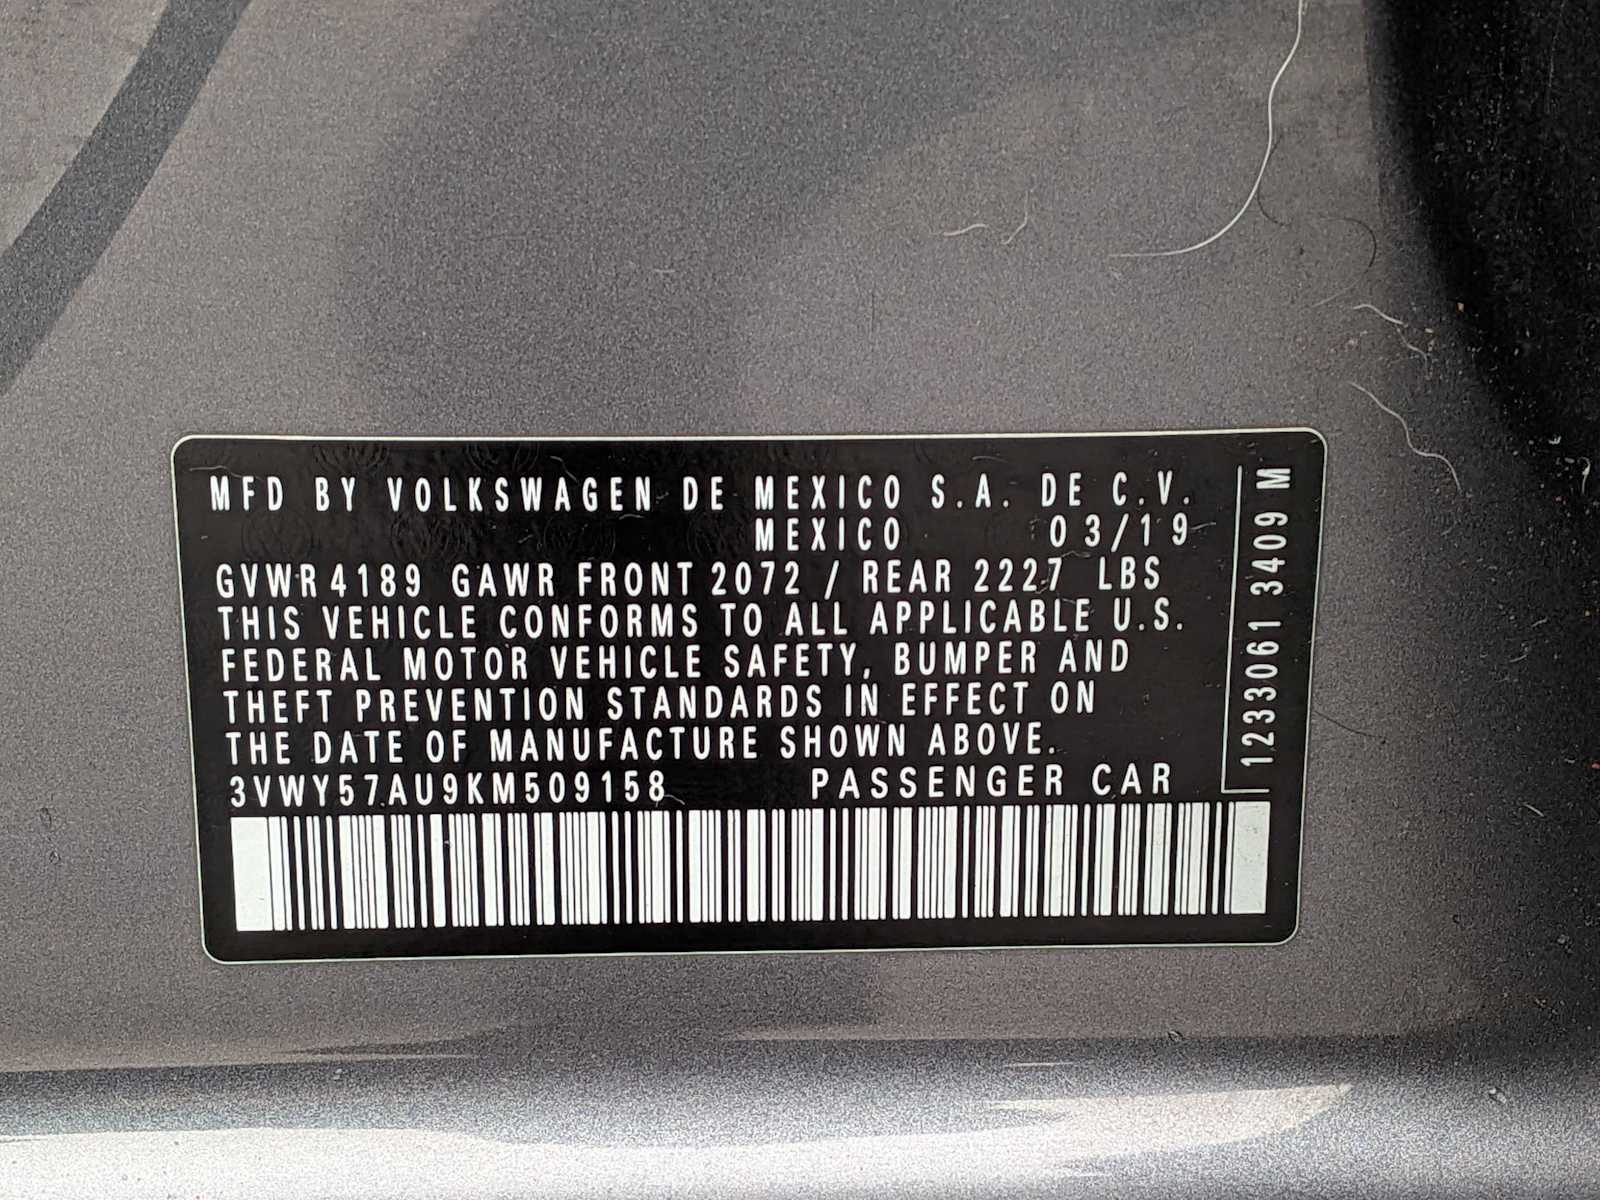 MFD BY VOLKSWAGEN DE MEXICO S.A. DE C.V.
MEXICO 03/19
GVWR 4189 GAWR FRONT 2072 / REAR 2227 LBS
THIS VEHICLE CONFORMS TO ALL APPLICABLE U.S.
FEDERAL MOTOR VEHICLE SAFETY, BUMPER AND
THEFT PREVENTION STANDARDS IN EFFECT ON
THE DATE OF MANUFACTURE SHOWN ABOVE.
3VWY57AU9KM509158 PASSENGER CAR
1233061 3409 M